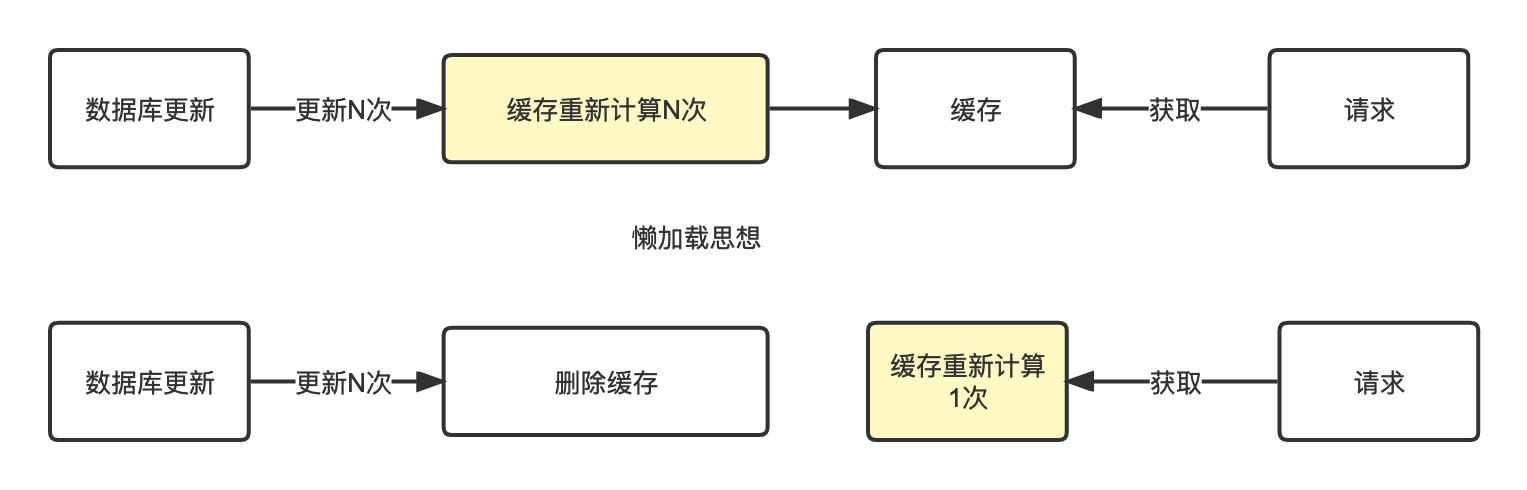 数据库更新
更新N次
缓存重新计算N次
缓存
获取
请求
懒加载思想
数据库更新
更新N次
删除缓存
缓存重新计算
1次
获取
请求